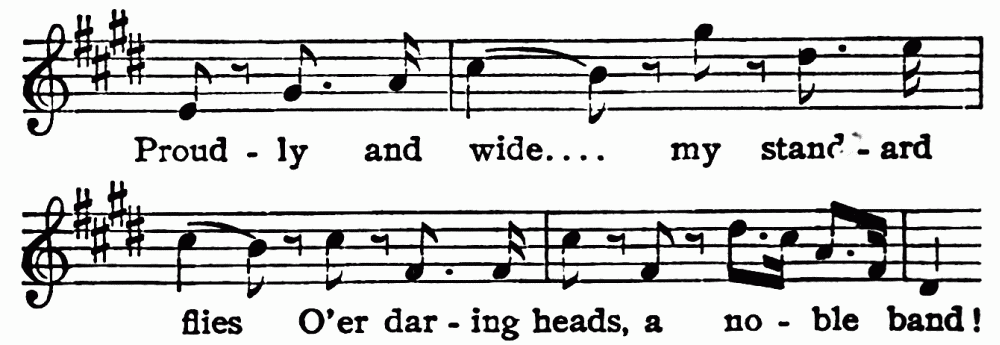 Proud - ly and wide.... my stand - ard
flies O'er dar - ing heads, a no - ble band!